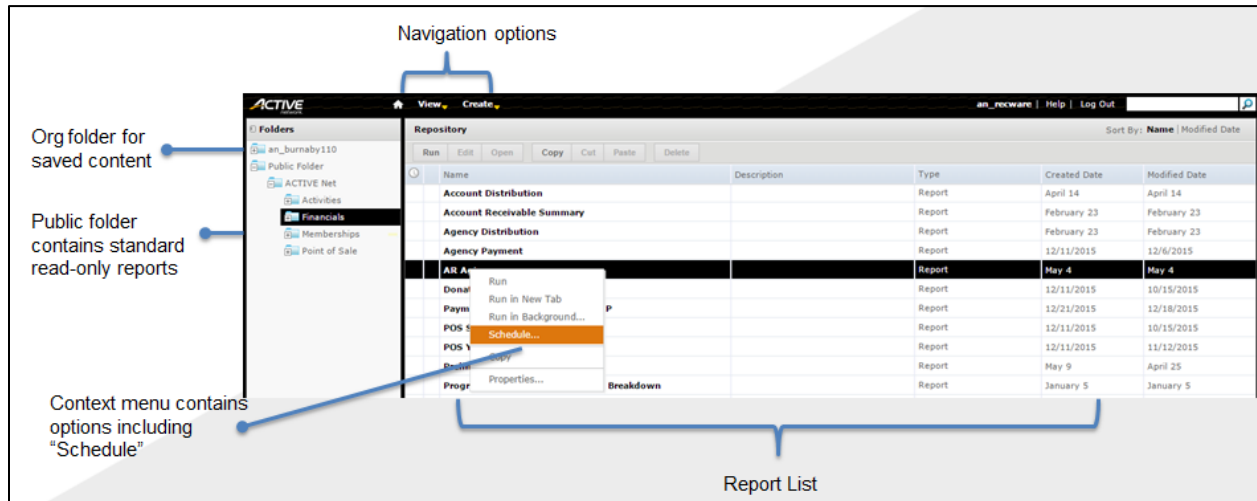 Navigation options
ACTIVE network View Create an_recware | Help | Log Out
Folders
Repository Sort By: Name | Modified Date
Org folder for
saved content
an_burnaby110
Public Folder
ACTIVE Net
Activities
Financials
Memberships
Point of Sale
Public folder
contains standard
read-only reports
Run Edit Open Copy Cut Paste Delete
Name Description Type Created Date Modified Date
Account Distribution Report April 14 April 14
Account Receivable Summary Report February 23 February 23
Agency Distribution Report February 23 February 23
Agency Payment Report 12/11/2015 12/6/2015
AR Report May 4 May 4
Report 12/11/2015 10/15/2015
Paym P Report 12/21/2015 12/18/2015
POS Report 12/11/2015 10/15/2015
POS Report 12/11/2015 11/12/2015
Report May 9 April 25
Progr Breakdown Report January 5 January 5
Run
Run in New Tab
Run in Background...
Schedule...
Copy
Properties...
Context menu contains
options including
“Schedule”
Report List